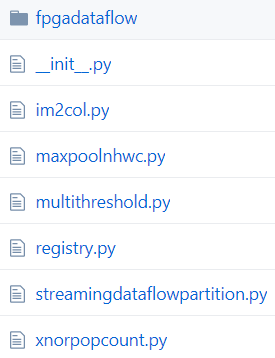 fpgadataflow
__init__.py
im2col.py
maxpoolnhwc.py
multithreshold.py
registry.py
streamingdataflowpartition.py
xnorpopcount.py